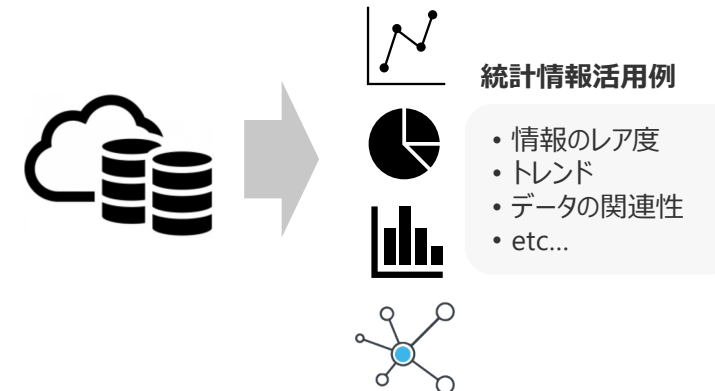 統計情報活用例
• 情報のレア度
• トレンド
• データの関連性
• etc...